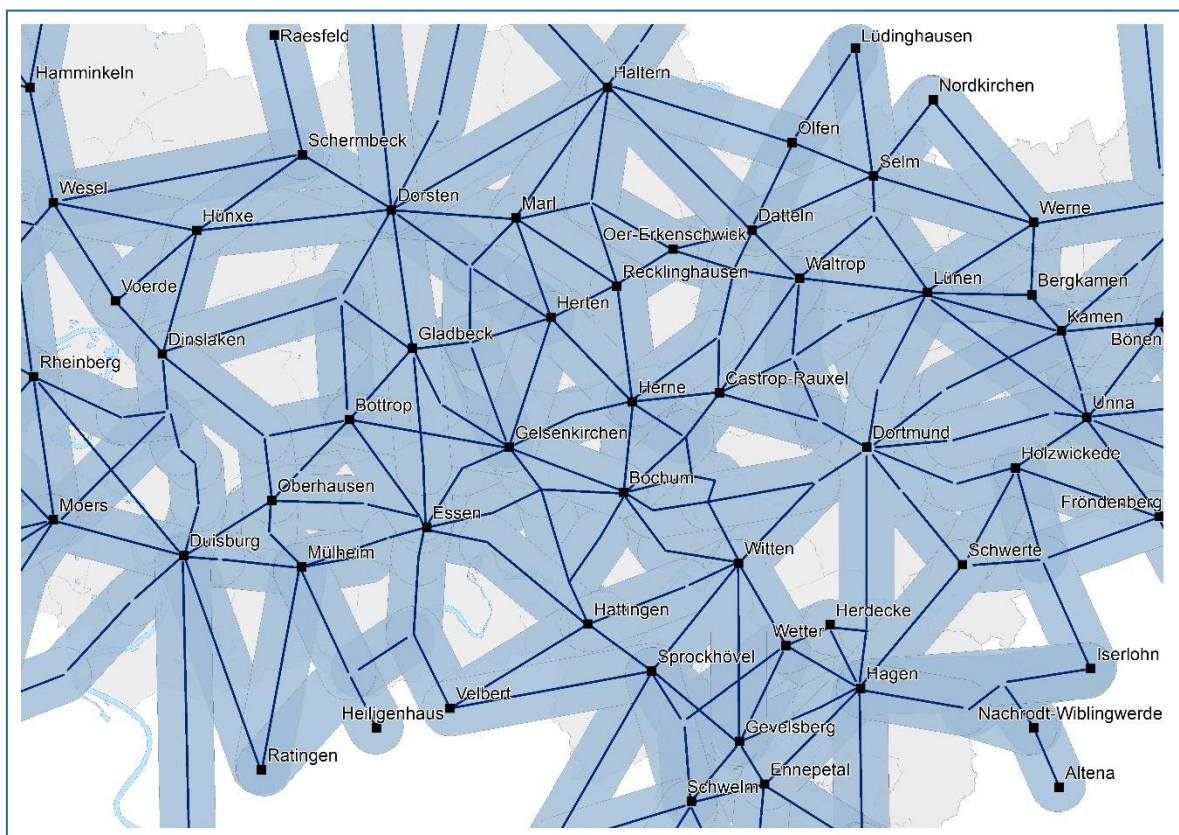 Raesfeld
Lüdinghausen
Hamminkeln
Haltern
Nordkirchen
Olfen
Schermbeck
Selm
Wesel
Dorsten
Marl
Hünxe
Datteln
Werne
Oer-Erkenschwick
Recklinghausen
Waltrop
Lünen
Bergkamen
Voerde
Herten
Kamen
Gladbeck
Bönen
Dinslaken
Rheinberg
Herne
Castrop-Rauxel
Bottrop
Unna
Gelsenkirchen
Dortmund
Holzwickede
Oberhausen
Bochum
Moers
Essen
Fröndenberg
Duisburg
Mülheim
Witten
Schwerte
Hattingen
Herdecke
Wetter
Sprockhövel
Iserlohn
Hagen
Velbert
Heiligenhaus
Nachrodt-Wiblingwerde
Gevelsberg
Ratingen
Ennepetal
Altena
Schwelm